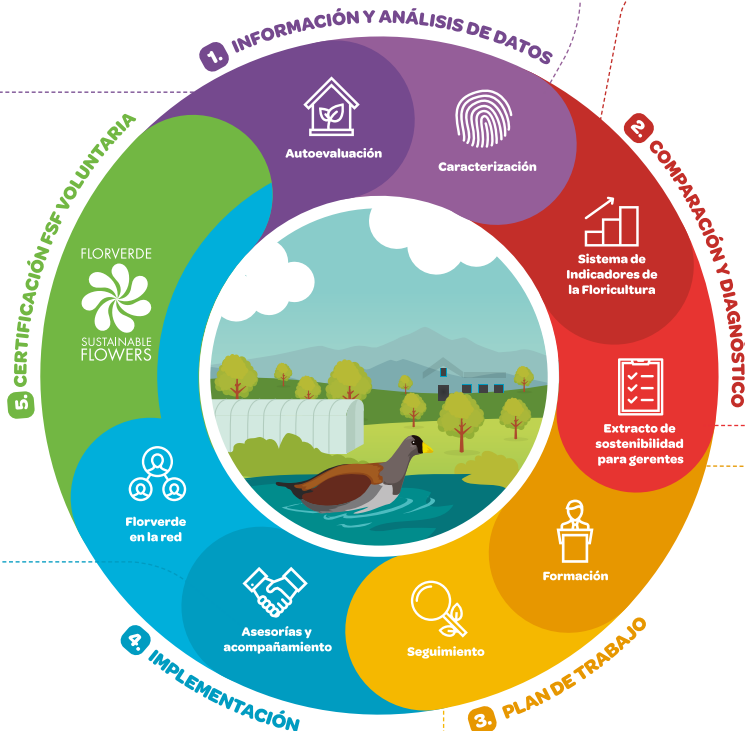 1. INFORMACIÓN Y ANÁLISIS DE DATOS
Autoevaluación
Caracterización
2. COMPARACIÓN Y DIAGNÓSTICO
Sistema de
Indicadores de
la Floricultura
Extracto de
sostenibilidad
para gerentes
3. PLAN DE TRABAJO
Formación
Seguimiento
4. IMPLEMENTACIÓN
Asesorías y
acompañamiento
Florverde
en la red
5. CERTIFICACIÓN FSF VOLUNTARIA
FLORVERDE
SUSTAINABLE
FLOWERS